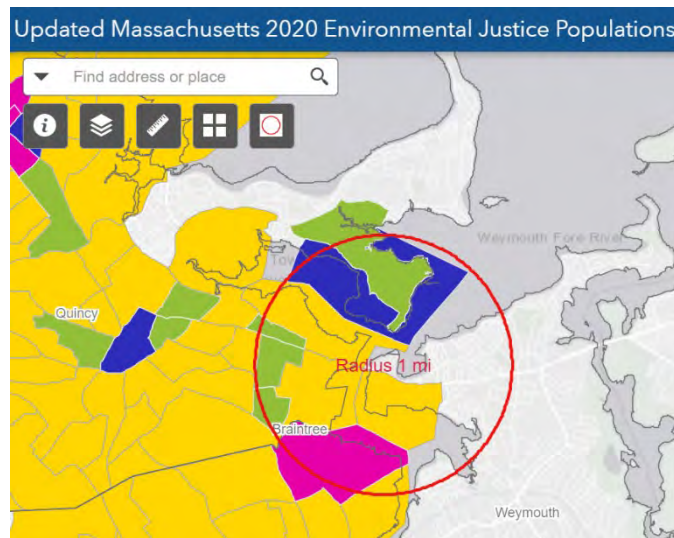 Updated Massachusetts 2020 Environmental Justice Populations
Find address or place
i
Weymouth Fore River
Tow
Quincy
Radius 1 mi
Braintree
Weymouth